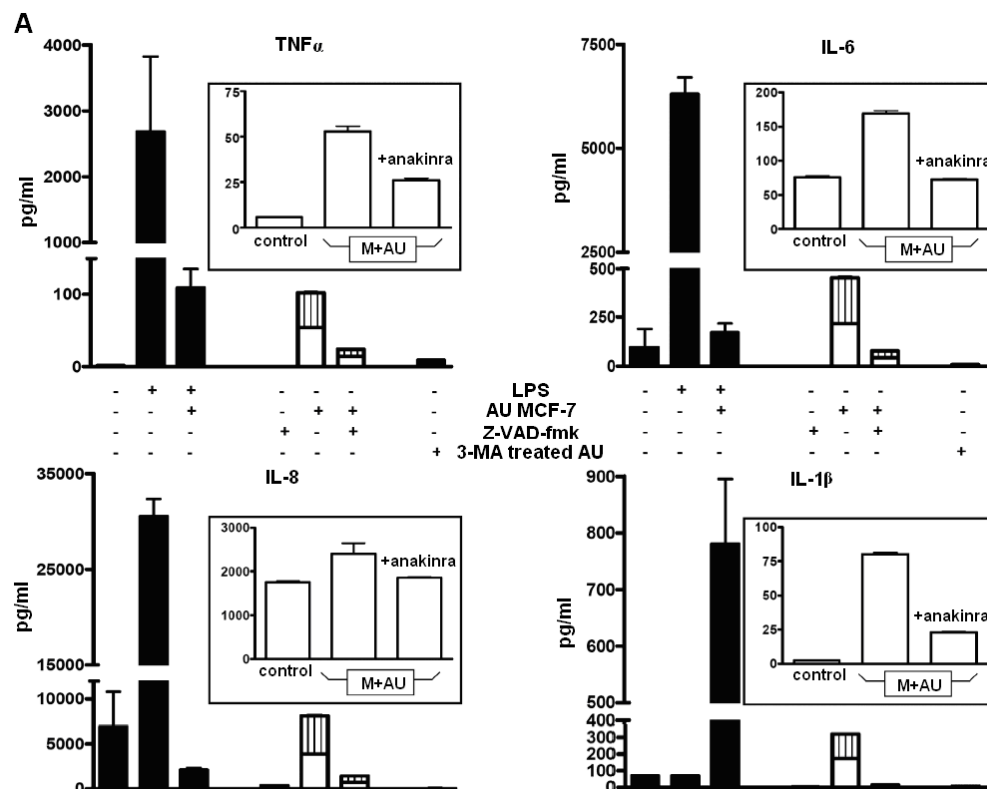 A
TNFα
4000
3000
2000
1000
100
0
pg/ml
75
50
25
0
+anakinra
control
M+AU
IL-6
7500
5000
2500
500
250
0
pg/ml
200
150
100
50
0
+anakinra
control
M+AU
- + + - - - - LPS - + + - - - -
- - + - + + AU MCF-7 - - + - + +
- - - + - + - Z-VAD-fmk - - - + - + -
- - - - - - + 3-MA treated AU - - - - - - +
IL-8
35000
25000
15000
10000
5000
0
pg/ml
3000
2000
1000
0
+anakinra
control
M+AU
IL-1β
900
800
700
600
500
400
300
200
100
0
pg/ml
100
75
50
25
0
+anakinra
control
M+AU